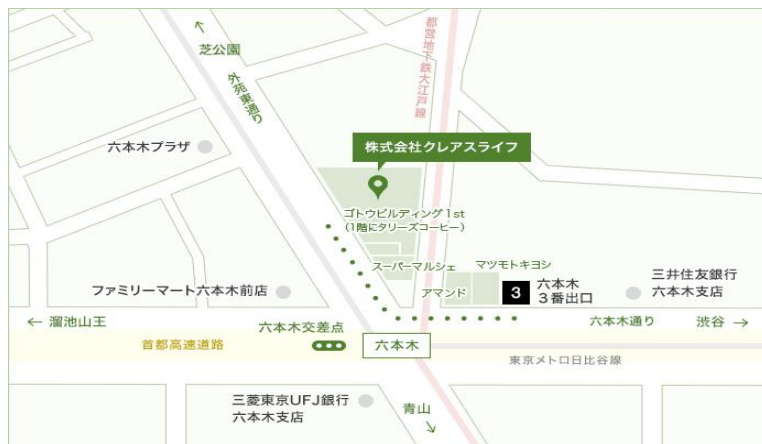 芝公園
外苑東通り
都営地下鉄大江戸線
六本木プラザ
株式会社クレアスライフ
ゴトウビルディング1st
(1階にタリーズコーヒー)
スーパーマルシェ
マツモトキヨシ
アマンド
3
六本木
3番出口
三井住友銀行
六本木支店
ファミリーマート六本木前店
← 溜池山王
六本木交差点
六本木通り
渋谷 →
首都高速道路
六本木
東京メトロ日比谷線
三菱東京UFJ銀行
六本木支店
青山